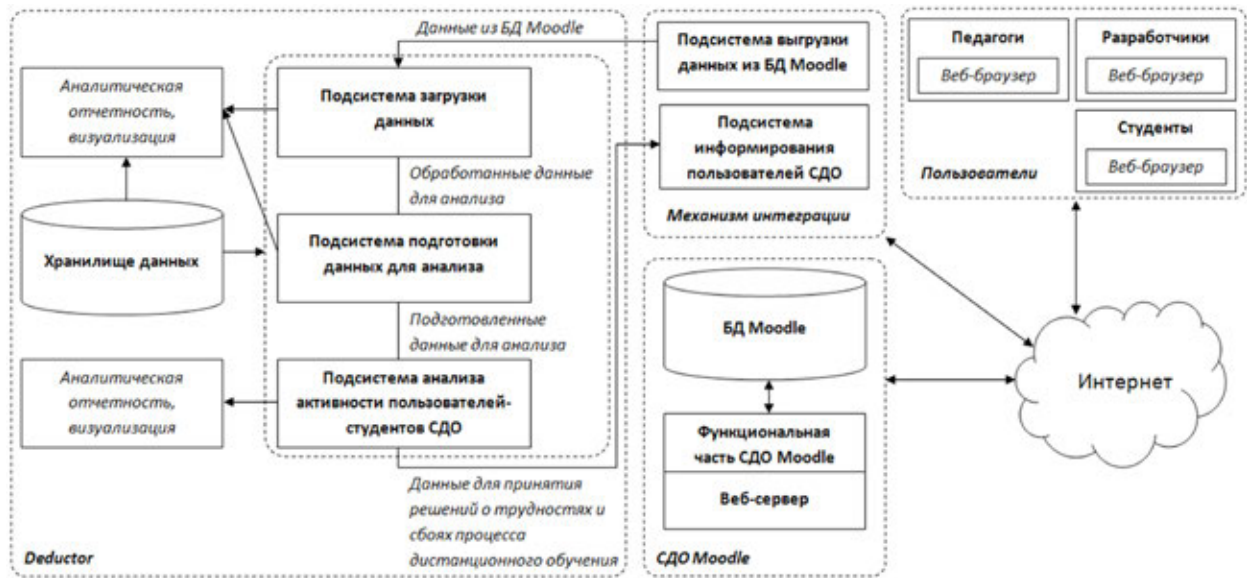 Данные из БД Moodle
Аналитическая
отчетность,
визуализация
Подсистема загрузки
данных
Обработанные данные
для анализа
Хранилище данных
Подсистема подготовки
данных для анализа
Подготовленные
данные для анализа
Аналитическая
отчетность,
визуализация
Подсистема анализа
активности пользователей-
студентов СДО
Данные для принятия
решений о трудностях и
сбоях процесса
дистанционного обучения
Deductor
Подсистема выгрузки
данных из БД Moodle
Подсистема
информирования
пользователей СДО
Механизм интеграции
БД Moodle
Функциональная
часть СДО Moodle
Веб-сервер
СДО Moodle
Педагоги
Веб-браузер
Разработчики
Веб-браузер
Студенты
Веб-браузер
Пользователи
Интернет